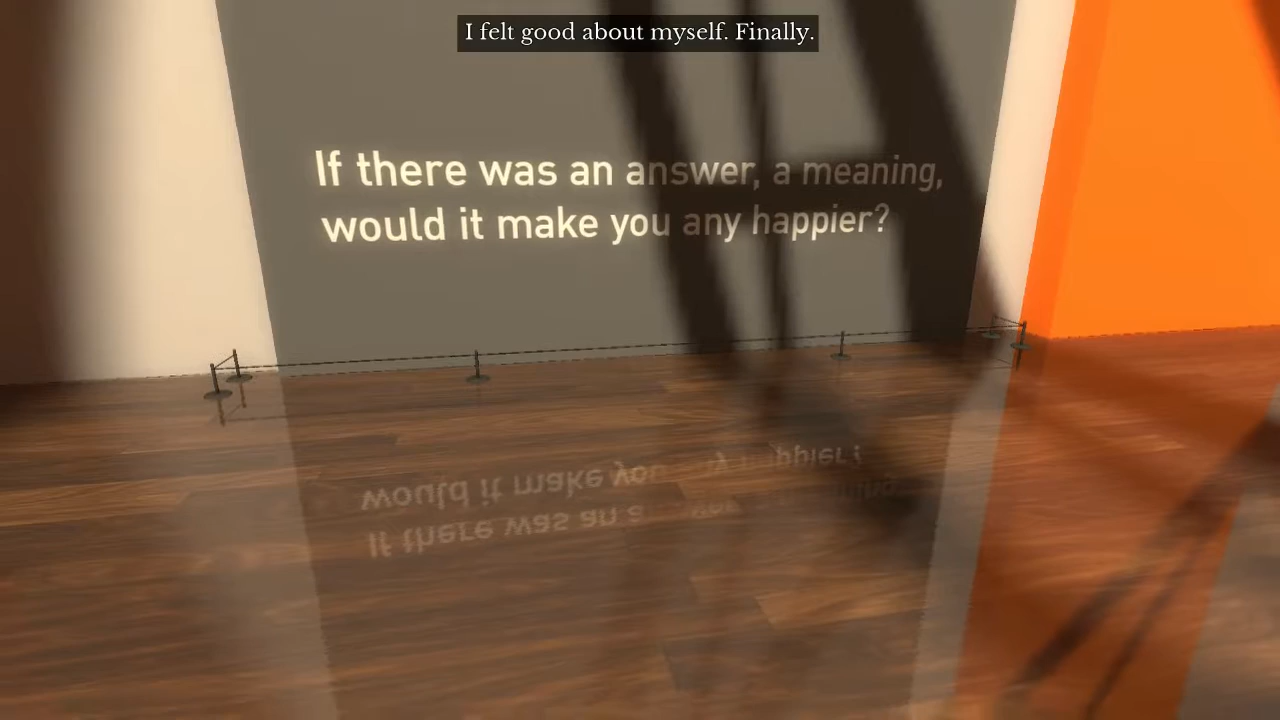 I felt good about myself. Finally.
If there was an answer, a meaning,
would it make you any happier?